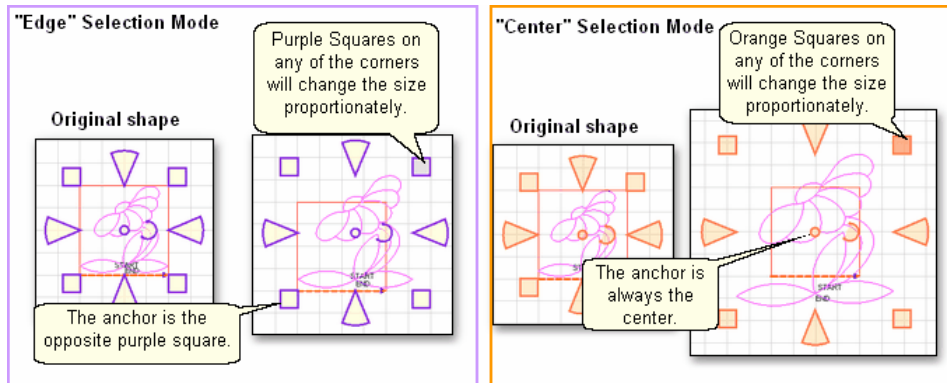 "Edge" Selection Mode
Purple Squares on
any of the corners
will change the size
proportionately.
Original shape
START
END
START
END
The anchor is the
opposite purple square.
"Center" Selection Mode
Orange Squares on
any of the corners
will change the size
proportionately.
Original shape
START
END
The anchor is
always the
center.